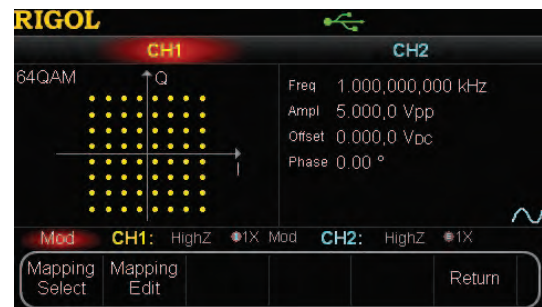 RIGOL
CH1 CH2
64QAM Q
Freq 1.000,000,000 kHz
Ampl 5.000,0 Vpp
Offset 0.000,0 VDC
Phase 0.00 °
I
Mod CH1: HighZ 1X Mod CH2: HighZ 1X
Mapping Select Mapping Edit Return